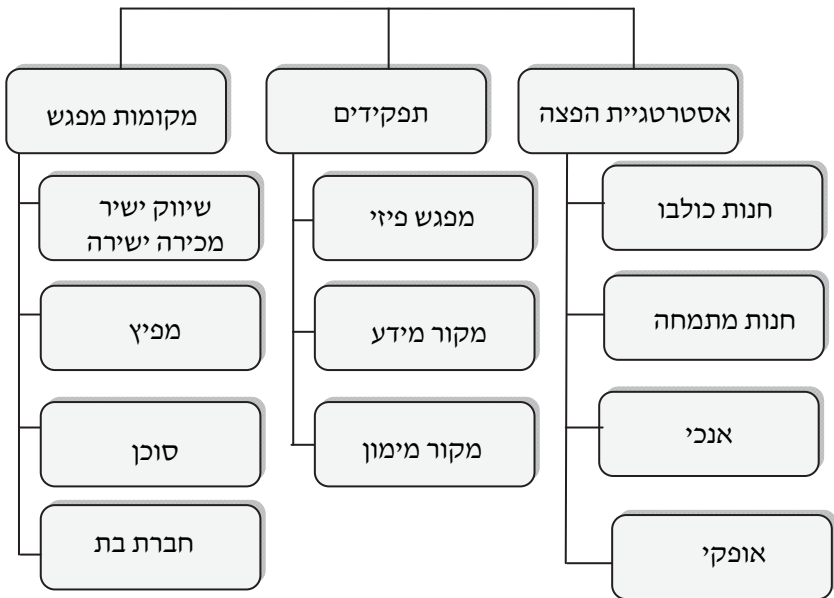 אסטרטגיית הפצה
חנות כולבו
חנות מתמחה
אנכי
אופקי
תפקידים
מפגש פיזי
מקור מידע
מקור מימון
מקומות מפגש
שיווק ישיר
מכירה ישירה
מפיץ
סוכן
חברת בת